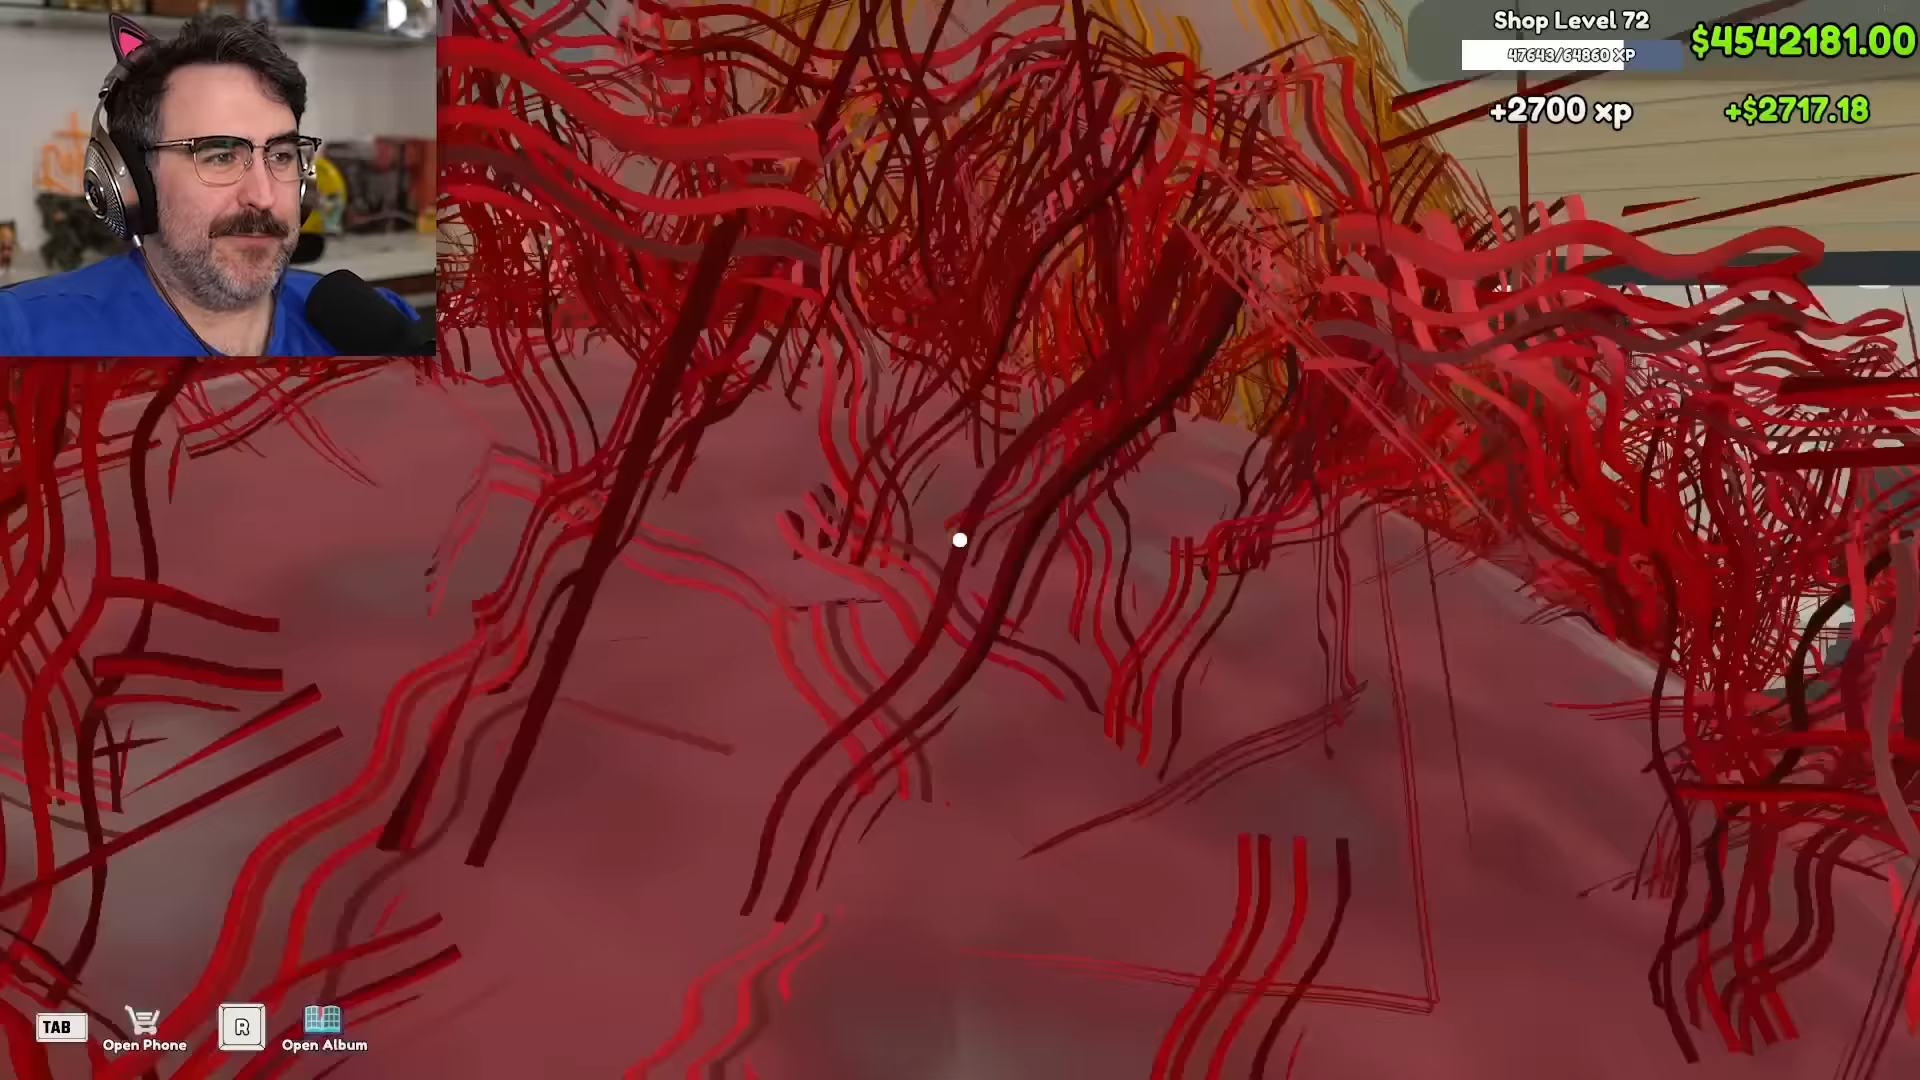 Shop Level 72
47643/64860 XP
$4542181.00
+2700 xp
+$2717.18
TAB
Open Phone
R
Open Album